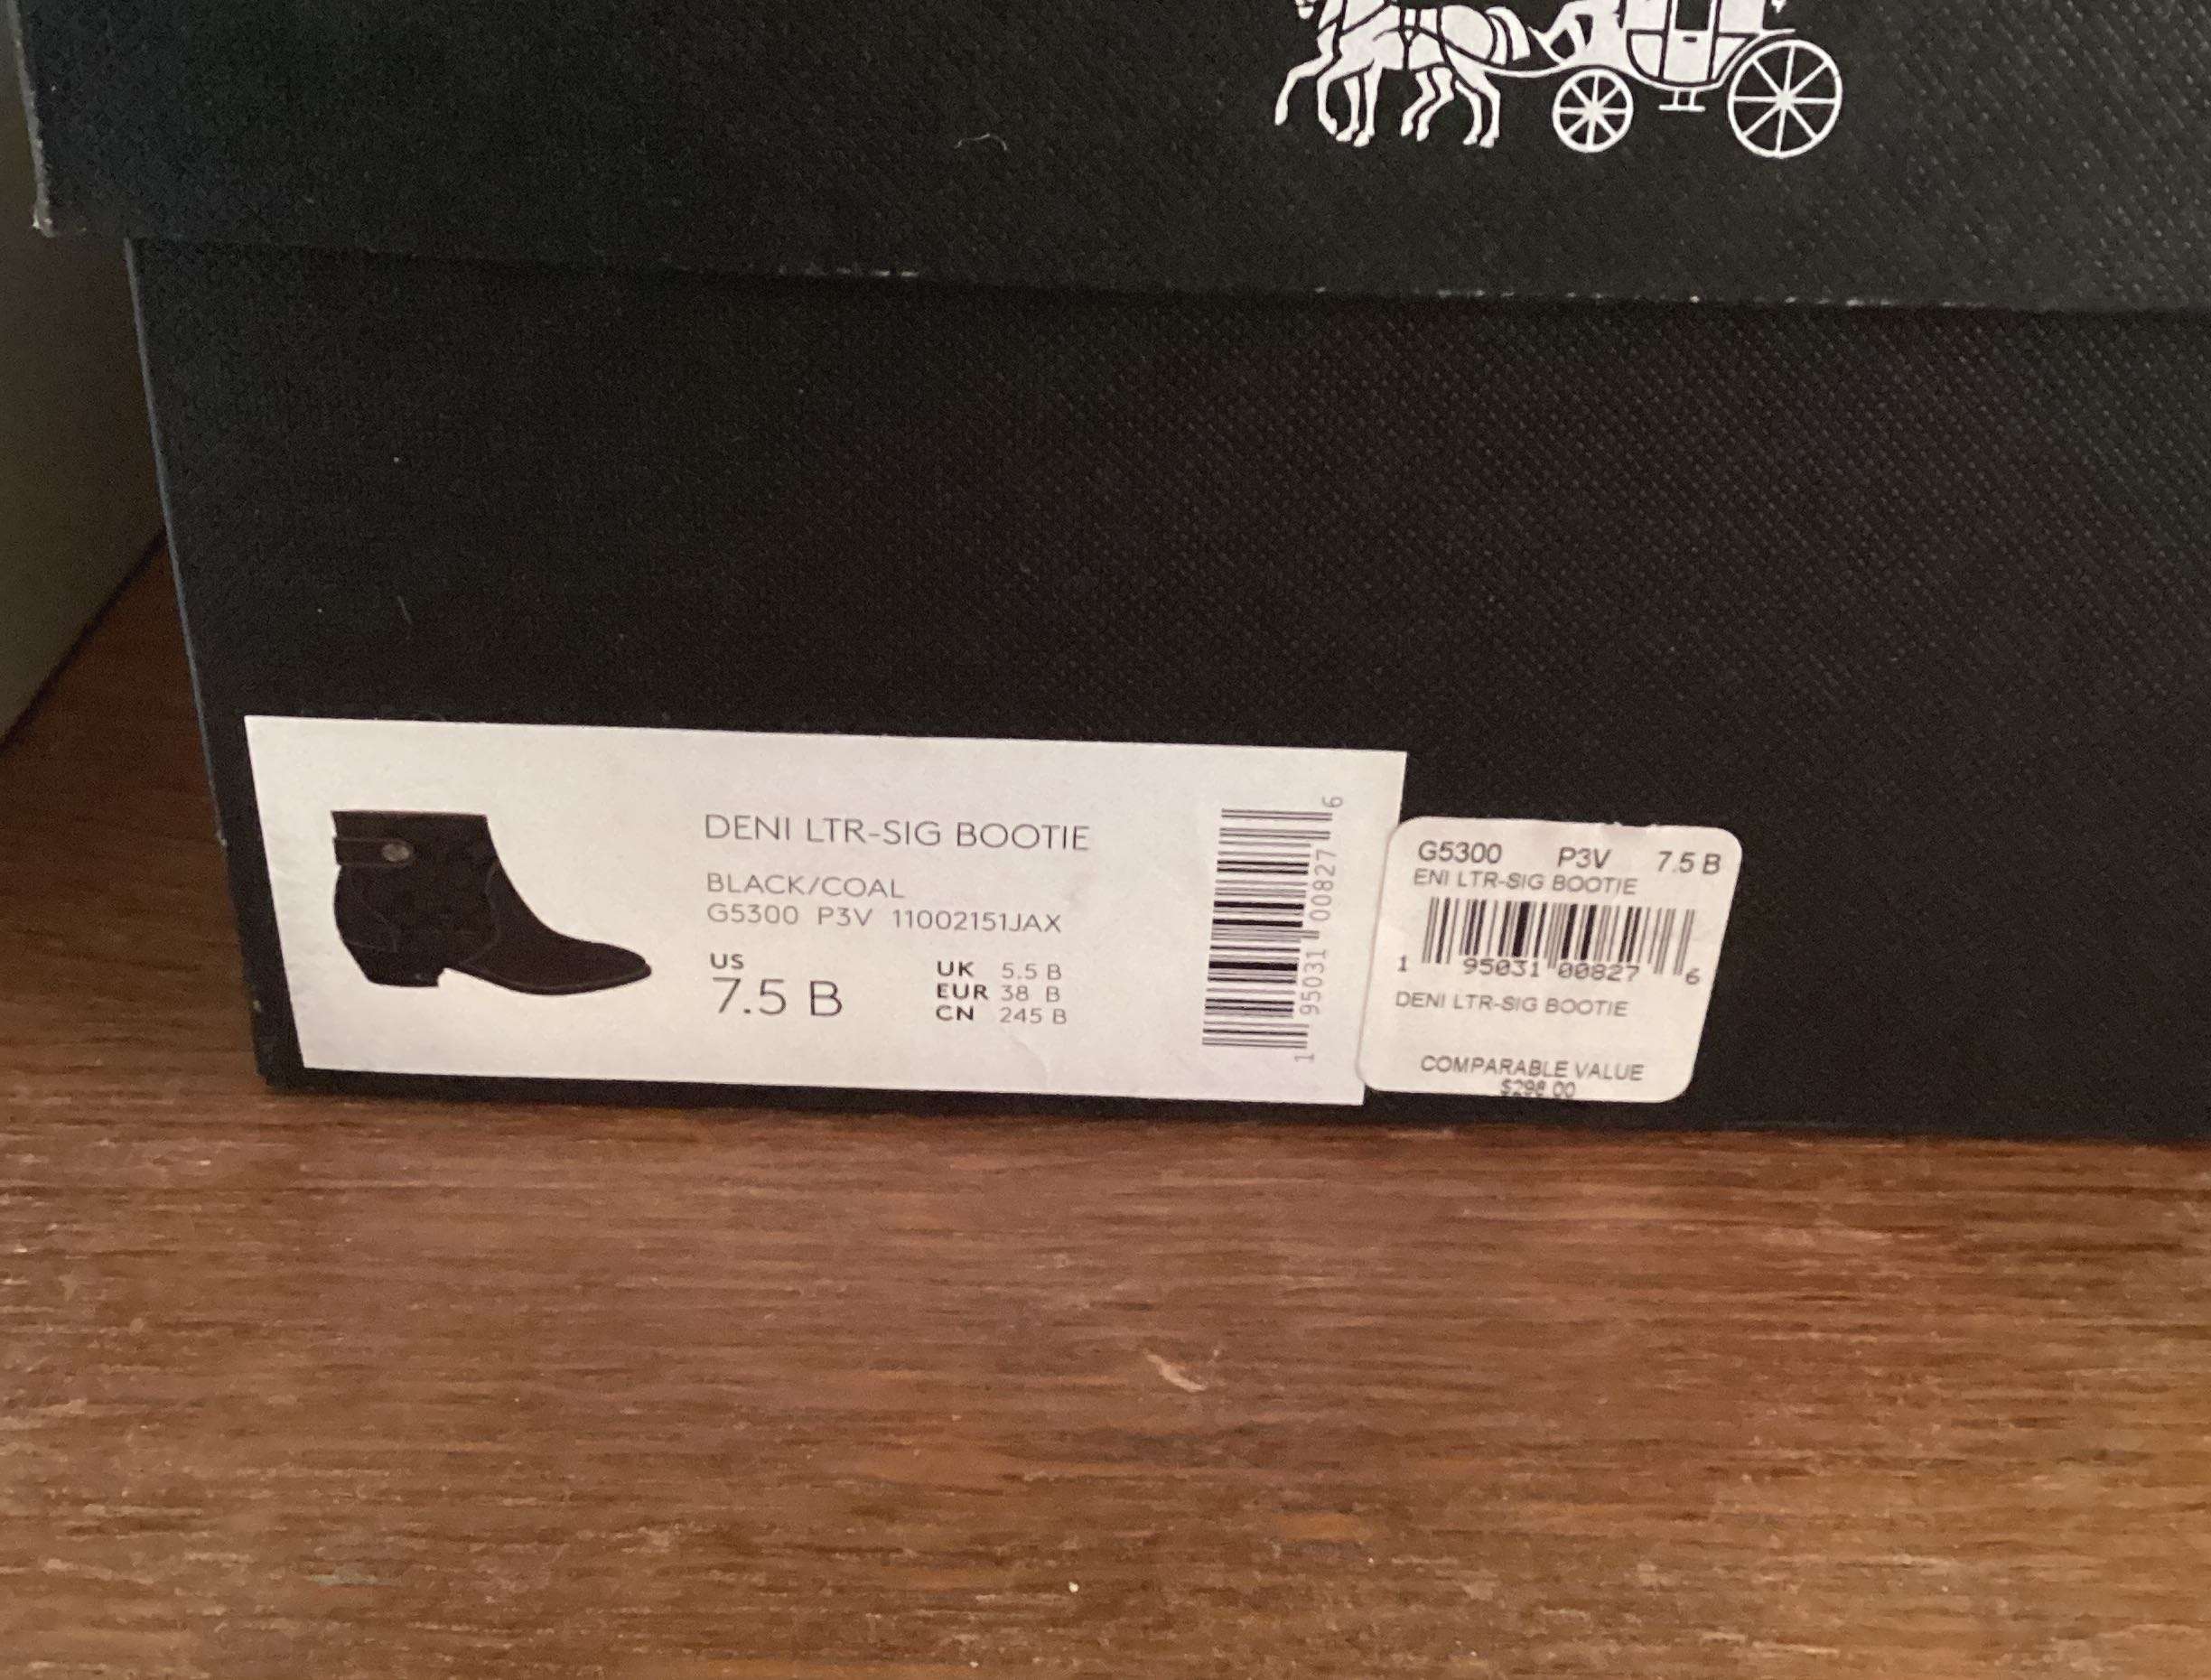 DENI LTR-SIG BOOTIE
BLACK/COAL
G5300 P3V 11002151JAX
US
7.5 B
UK 5.5 B
EUR 38 B
CN 245 B
1 95031 00827 6
G5300 P3V 7.5 B
ENI LTR-SIG BOOTIE
1 95031 00827 6
DENI LTR-SIG BOOTIE
COMPARABLE VALUE
$298.00